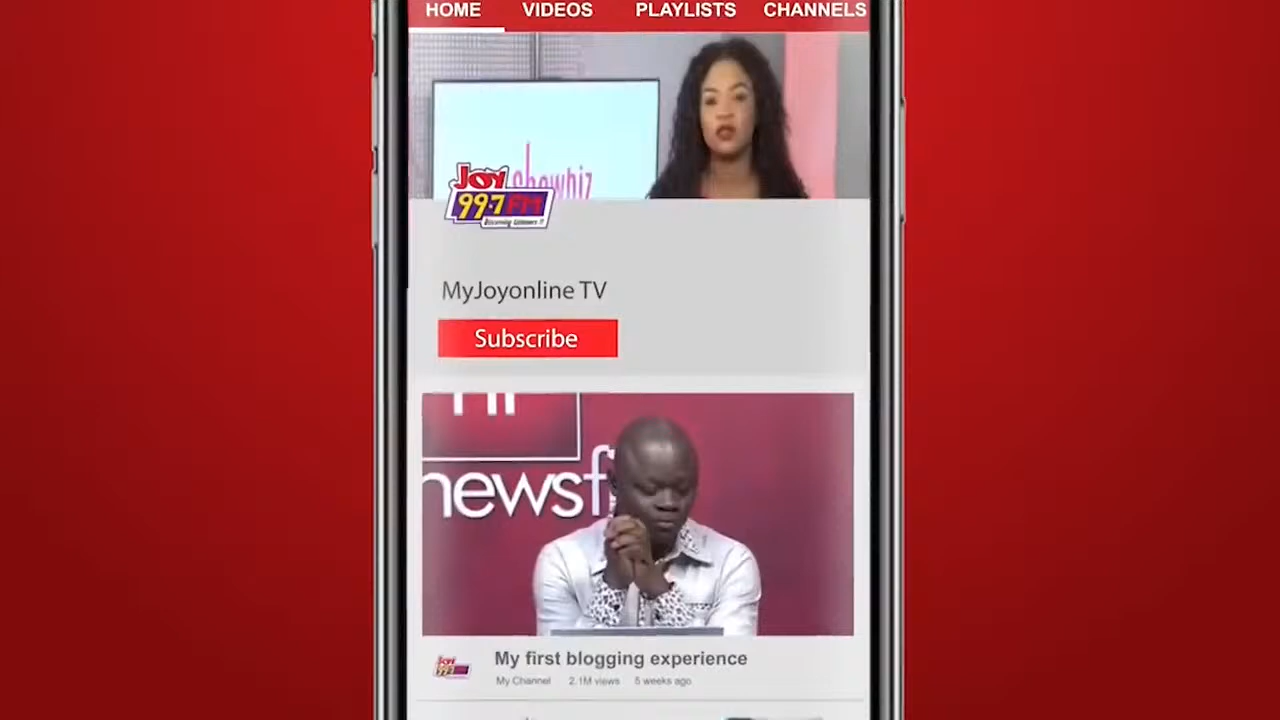 HOME VIDEOS PLAYLISTS CHANNELS
showbiz
JOY
99.7 FM
MyJoyonline TV
Subscribe
newsf
My first blogging experience
My Channel 2.1M views 5 weeks ago